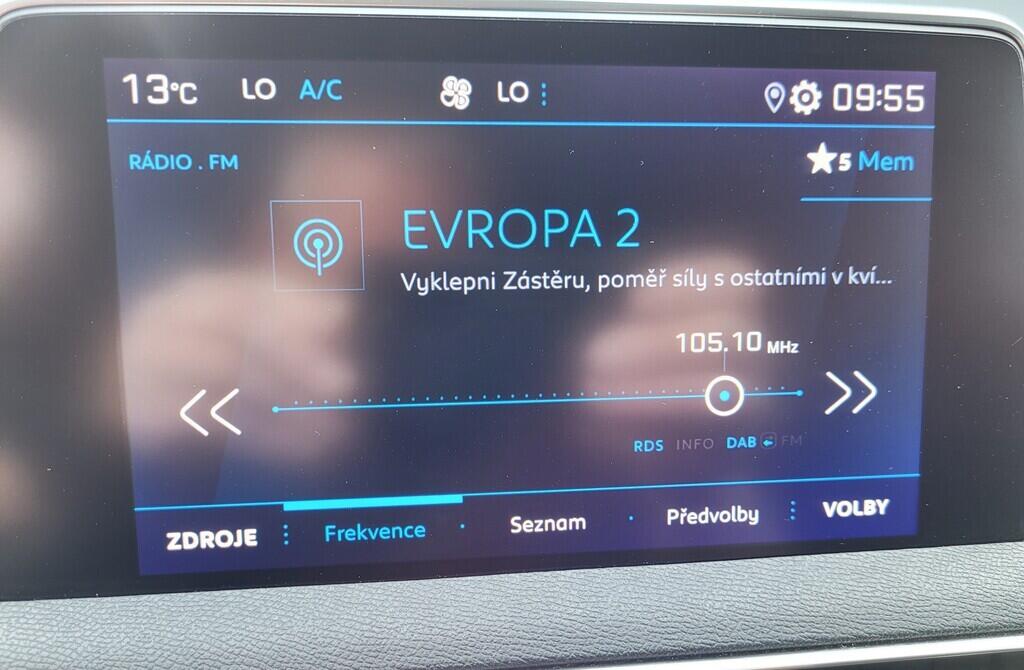 13°C LO A/C LO 09:55
RÁDIO . FM
5 Mem
EVROPA 2
Vyklepni Zástěru, poměř síly s ostatními v kví...
105.10 MHz
RDS INFO DAB FM
ZDROJE Frekvence Seznam Předvolby VOLBY